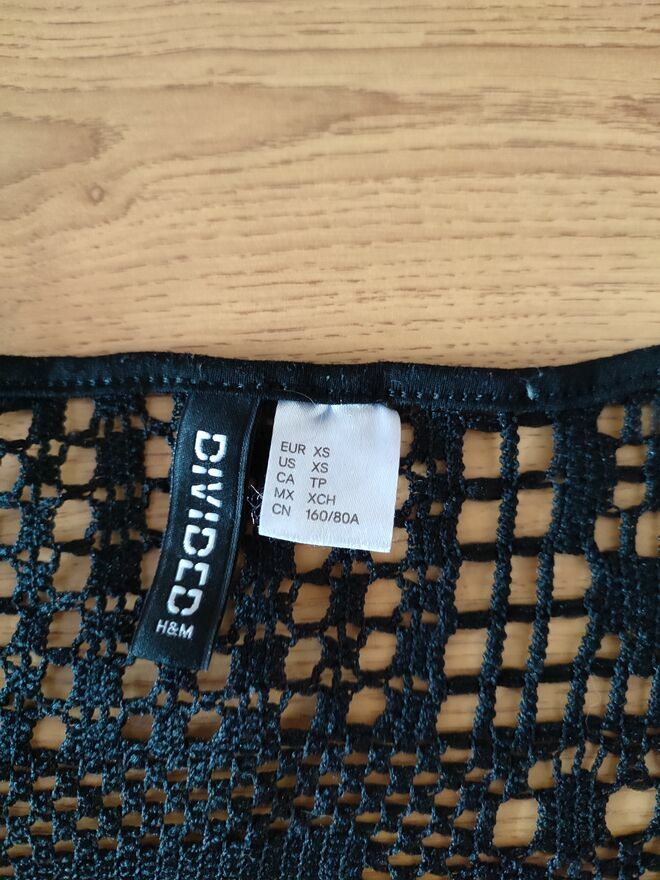 DIVIDED
H&M
EUR XS
US XS
CA TP
MX XCH
CN 160/80A